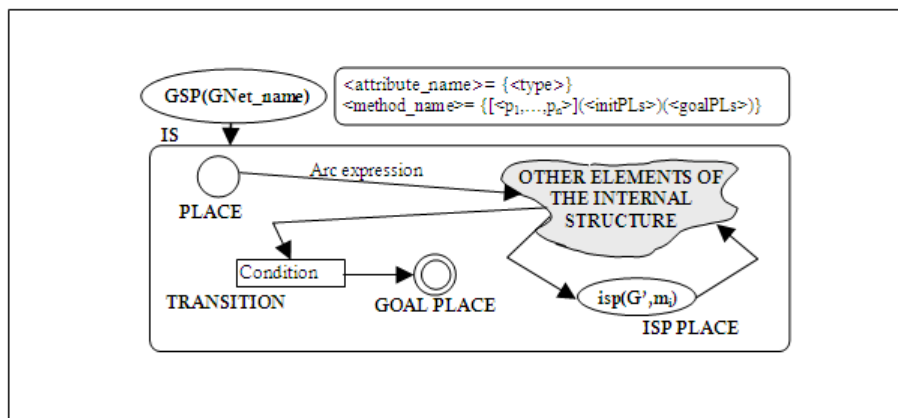 GSP(GNet_name)
<attribute_name>= {<type>}
<method_name>= {[<p1,…,pn>](<initPLs>)(<goalPLs>)}
IS
Arc expression
PLACE
OTHER ELEMENTS OF
THE INTERNAL
STRUCTURE
Condition
TRANSITION
GOAL PLACE
isp(G’,mi)
ISP PLACE